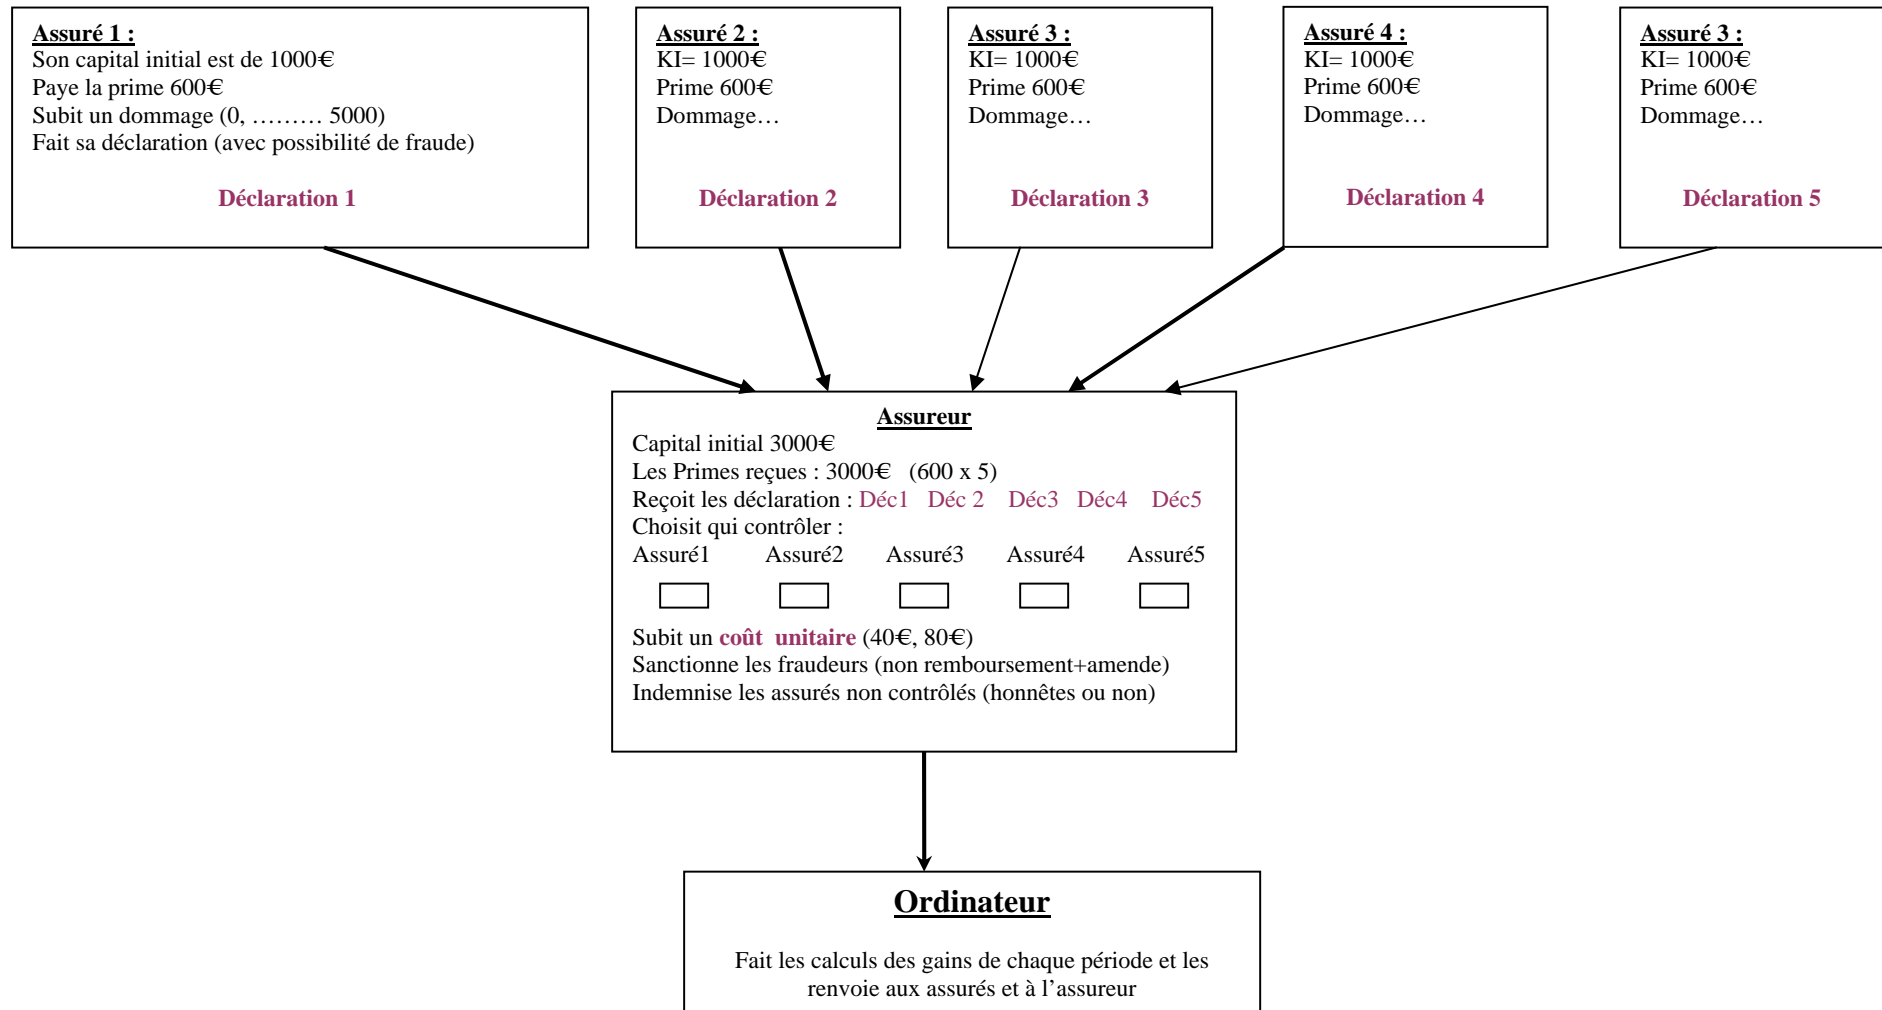 Assuré 1 :
Son capital initial est de 1000€
Paye la prime 600€
Subit un dommage (0, ……… 5000)
Fait sa déclaration (avec possibilité de fraude)
Déclaration 1
Assuré 2 :
KI= 1000€
Prime 600€
Dommage…
Déclaration 2
Assuré 3 :
KI= 1000€
Prime 600€
Dommage…
Déclaration 3
Assuré 4 :
KI= 1000€
Prime 600€
Dommage…
Déclaration 4
Assuré 3 :
KI= 1000€
Prime 600€
Dommage…
Déclaration 5
Assureur
Capital initial 3000€
Les Primes reçues : 3000€ (600 x 5)
Reçoit les déclaration : Déc1 Déc 2 Déc3 Déc4 Déc5
Choisit qui contrôler :
Assuré1 Assuré2 Assuré3 Assuré4 Assuré5
Subit un coût unitaire (40€, 80€)
Sanctionne les fraudeurs (non remboursement+amende)
Indemnise les assurés non contrôlés (honnêtes ou non)
Ordinateur
Fait les calculs des gains de chaque période et les
renvoie aux assurés et à l’assureur